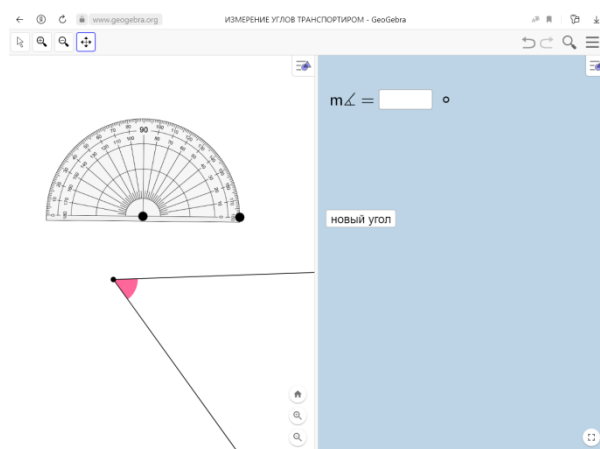 www.geogebra.org
ИЗМЕРЕНИЕ УГЛОВ ТРАНСПОРТИРОМ – GeoGebra
m∡ = °
90
новый угол